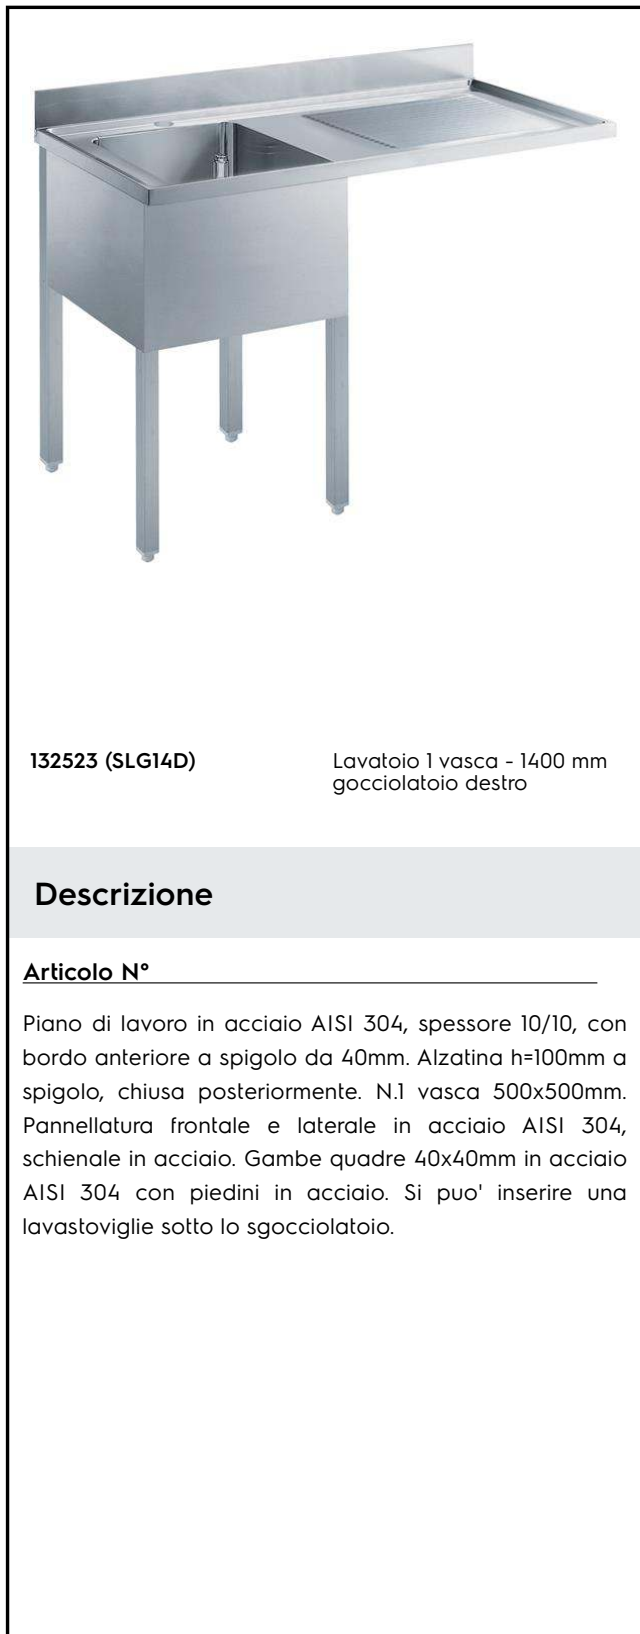 132523 (SLG14D)
Lavatoio 1 vasca - 1400 mm
gocciolatoio destro
Descrizione
Articolo N°
Piano di lavoro in acciaio AISI 304, spessore 10/10, con
bordo anteriore a spigolo da 40mm. Alzatina h=100mm a
spigolo, chiusa posteriormente. N.1 vasca 500x500mm.
Pannellatura frontale e laterale in acciaio AISI 304,
schienale in acciaio. Gambe quadre 40x40mm in acciaio
AISI 304 con piedini in acciaio. Si puo' inserire una
lavastoviglie sotto lo sgocciolatoio.